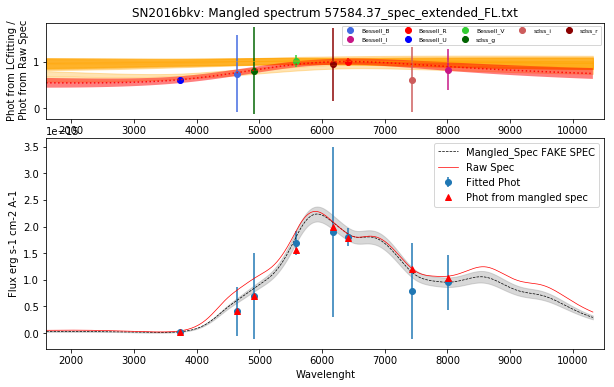 SN2016bkv: Mangled spectrum 57584.37_spec_extended_FL.txt
Phot from LCfitting /
Phot from Raw Spec
1
0
Bessell_B
Bessell_I
Bessell_R
Bessell_U
Bessell_V
sdss_g
sdss_i
sdss_r
2000 3000 4000 5000 6000 7000 8000 9000 10000
Flux erg s-1 cm-2 A-1
3.5
3.0
2.5
2.0
1.5
1.0
0.5
0.0
Mangled_Spec FAKE SPEC
Raw Spec
Fitted Phot
Phot from mangled spec
2000 3000 4000 5000 6000 7000 8000 9000 10000
Wavelenght